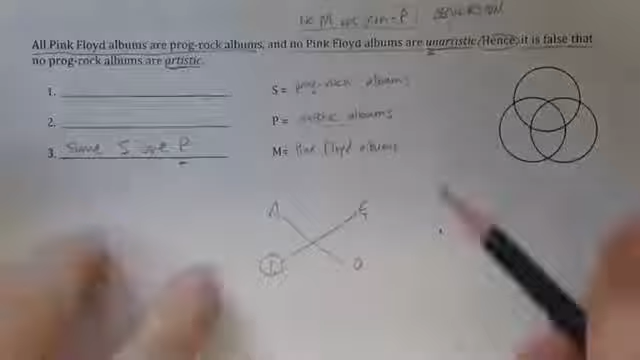 no M are non-P OBVERSION
All Pink Floyd albums are prog-rock albums, and no Pink Floyd albums are unartistic. Hence, it is false that
no prog-rock albums are artistic.
1.
S = prog-rock albums
2.
P = artistic albums
3. Some S are P
M = Pink Floyd albums
A E
I O